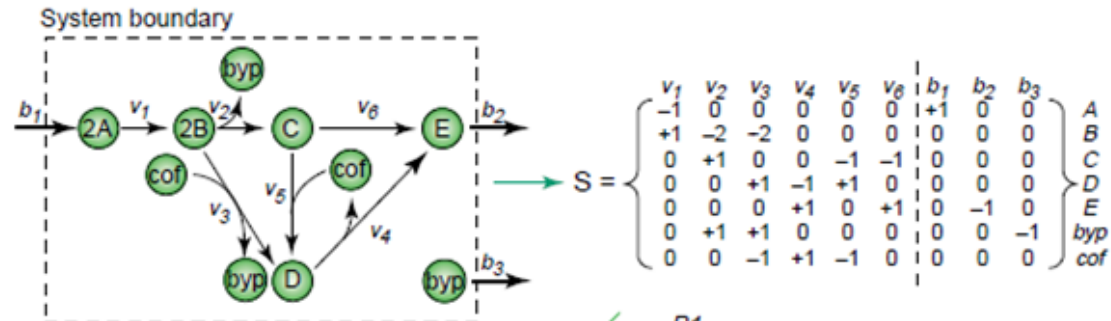 System boundary
byp
b1 2A v1 2B v2 C v6 E b2
cof v3 v5 cof v4
byp D byp b3
S =
v1 v2 v3 v4 v5 v6 b1 b2 b3
–1 0 0 0 0 0 +1 0 0 A
+1 –2 –2 0 0 0 0 0 0 B
0 +1 0 0 –1 –1 0 0 0 C
0 0 +1 –1 +1 0 0 0 0 D
0 0 0 +1 0 +1 0 –1 0 E
0 +1 +1 0 0 0 0 0 –1 byp
0 0 –1 +1 –1 0 0 0 0 cof